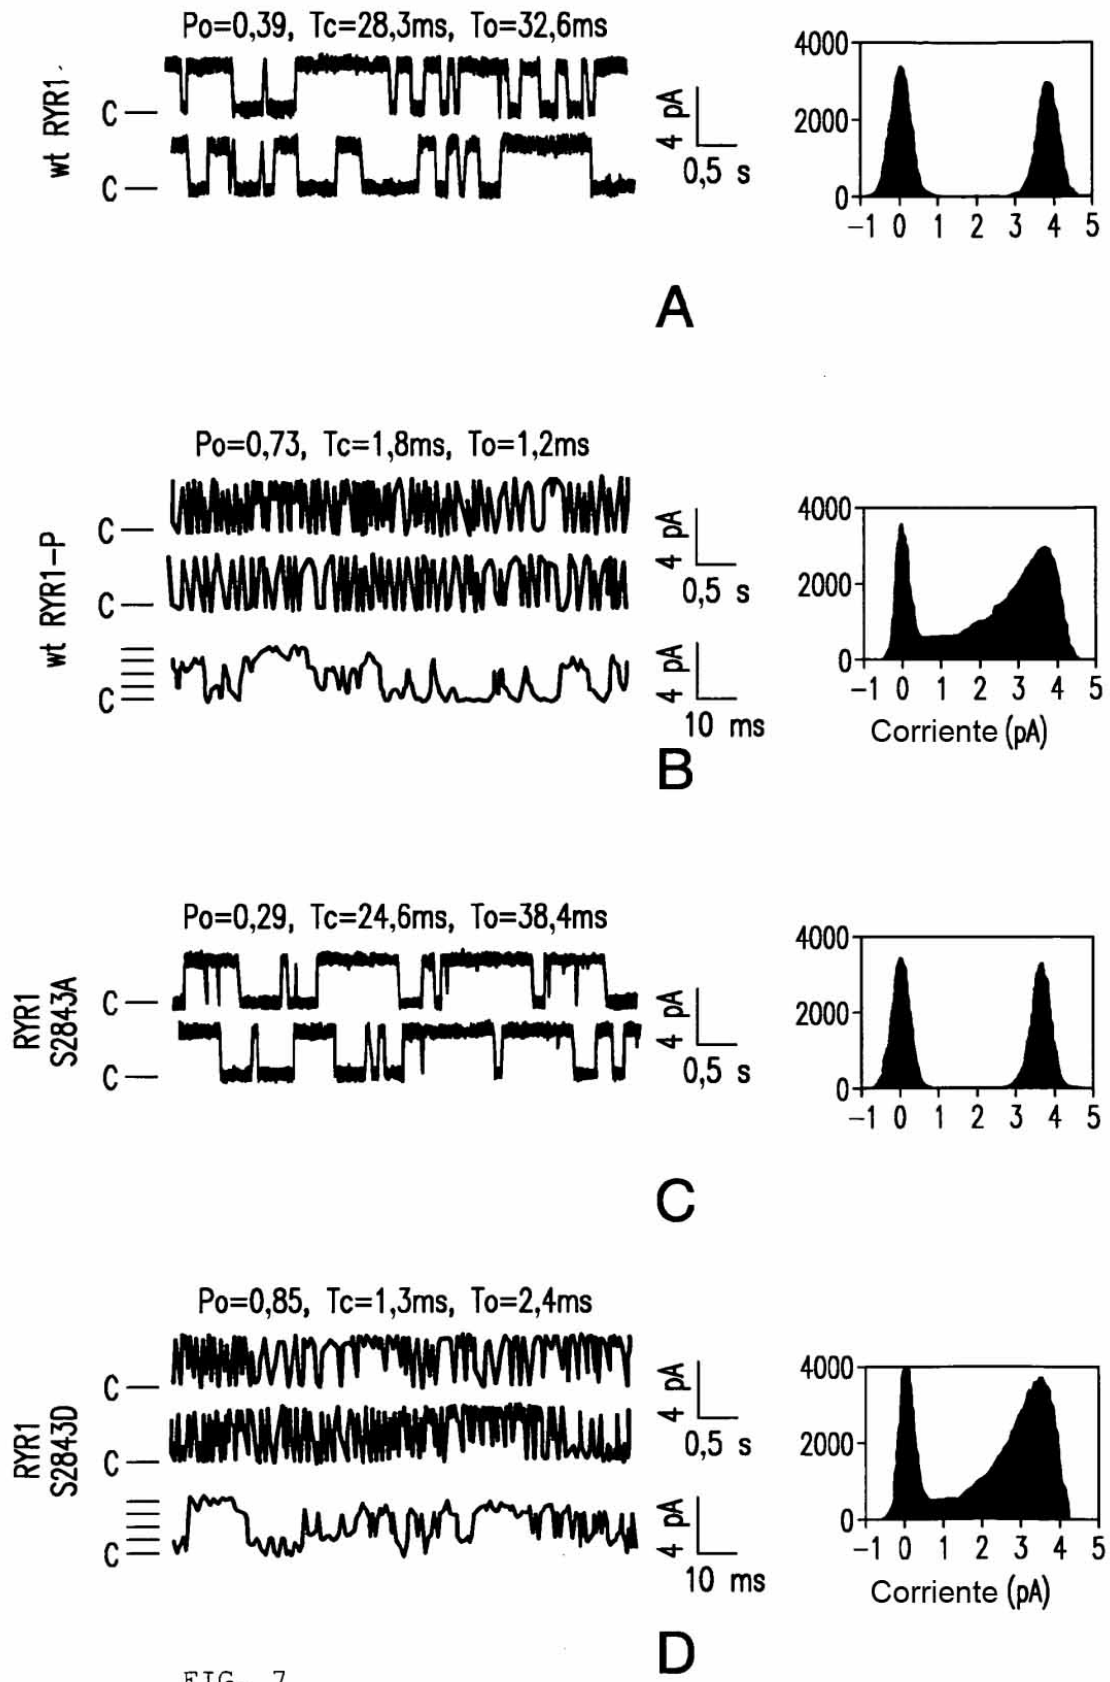 Po=0,39, Tc=28,3ms, To=32,6ms
wt RYR1
C
C
4 pA
0,5 s
4000
2000
0
-1 0 1 2 3 4 5
A
Po=0,73, Tc=1,8ms, To=1,2ms
wt RYR1-P
C
C
C
4 pA
0,5 s
4 pA
10 ms
4000
2000
0
-1 0 1 2 3 4 5
Corriente (pA)
B
Po=0,29, Tc=24,6ms, To=38,4ms
RYR1
S2843A
C
C
4 pA
0,5 s
4000
2000
0
-1 0 1 2 3 4 5
C
Po=0,85, Tc=1,3ms, To=2,4ms
RYR1
S2843D
C
C
C
4 pA
0,5 s
4 pA
10 ms
4000
2000
0
-1 0 1 2 3 4 5
Corriente (pA)
D
FIG. 7